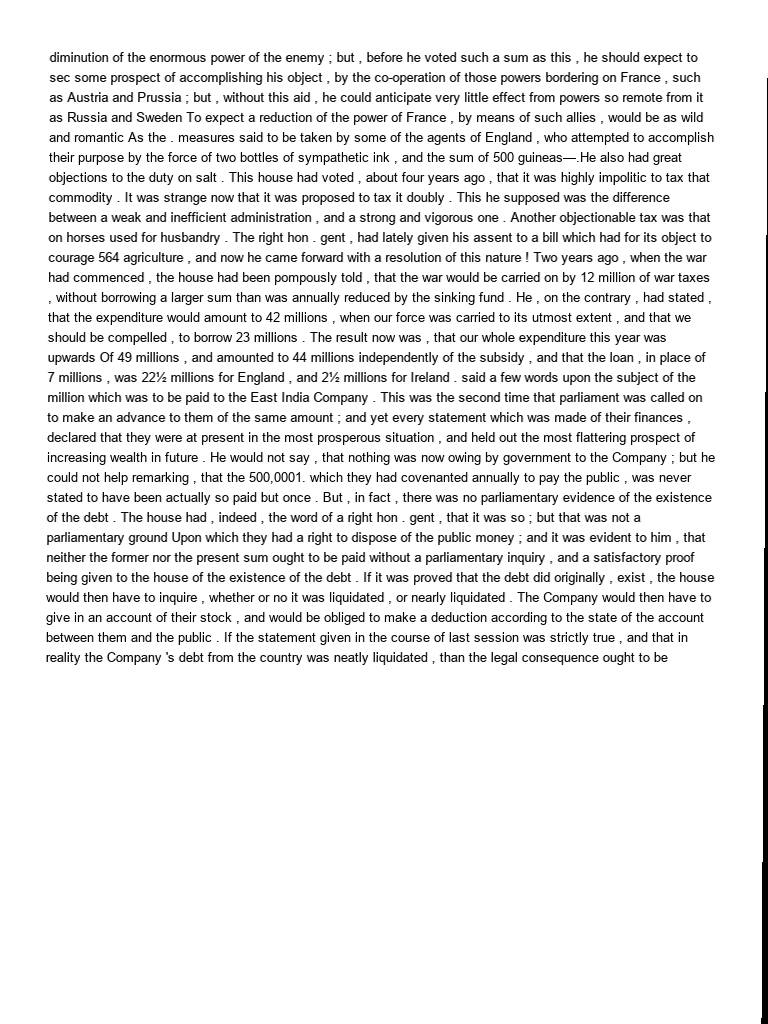 diminution of the enormous power of the enemy ; but , before he voted such a sum as this , he should expect to
sec some prospect of accomplishing his object , by the co-operation of those powers bordering on France , such
as Austria and Prussia ; but , without this aid , he could anticipate very little effect from powers so remote from it
as Russia and Sweden To expect a reduction of the power of France , by means of such allies , would be as wild
and romantic As the . measures said to be taken by some of the agents of England , who attempted to accomplish
their purpose by the force of two bottles of sympathetic ink , and the sum of 500 guineas—.He also had great
objections to the duty on salt . This house had voted , about four years ago , that it was highly impolitic to tax that
commodity . It was strange now that it was proposed to tax it doubly . This he supposed was the difference
between a weak and inefficient administration , and a strong and vigorous one . Another objectionable tax was that
on horses used for husbandry . The right hon . gent , had lately given his assent to a bill which had for its object to
courage 564 agriculture , and now he came forward with a resolution of this nature ! Two years ago , when the war
had commenced , the house had been pompously told , that the war would be carried on by 12 million of war taxes
, without borrowing a larger sum than was annually reduced by the sinking fund . He , on the contrary , had stated ,
that the expenditure would amount to 42 millions , when our force was carried to its utmost extent , and that we
should be compelled , to borrow 23 millions . The result now was , that our whole expenditure this year was
upwards Of 49 millions , and amounted to 44 millions independently of the subsidy , and that the loan , in place of
7 millions , was 22½ millions for England , and 2½ millions for Ireland . said a few words upon the subject of the
million which was to be paid to the East India Company . This was the second time that parliament was called on
to make an advance to them of the same amount ; and yet every statement which was made of their finances ,
declared that they were at present in the most prosperous situation , and held out the most flattering prospect of
increasing wealth in future . He would not say , that nothing was now owing by government to the Company ; but he
could not help remarking , that the 500,0001. which they had covenanted annually to pay the public , was never
stated to have been actually so paid but once . But , in fact , there was no parliamentary evidence of the existence
of the debt . The house had , indeed , the word of a right hon . gent , that it was so ; but that was not a
parliamentary ground Upon which they had a right to dispose of the public money ; and it was evident to him , that
neither the former nor the present sum ought to be paid without a parliamentary inquiry , and a satisfactory proof
being given to the house of the existence of the debt . If it was proved that the debt did originally , exist , the house
would then have to inquire , whether or no it was liquidated , or nearly liquidated . The Company would then have to
give in an account of their stock , and would be obliged to make a deduction according to the state of the account
between them and the public . If the statement given in the course of last session was strictly true , and that in
reality the Company 's debt from the country was neatly liquidated , than the legal consequence ought to be